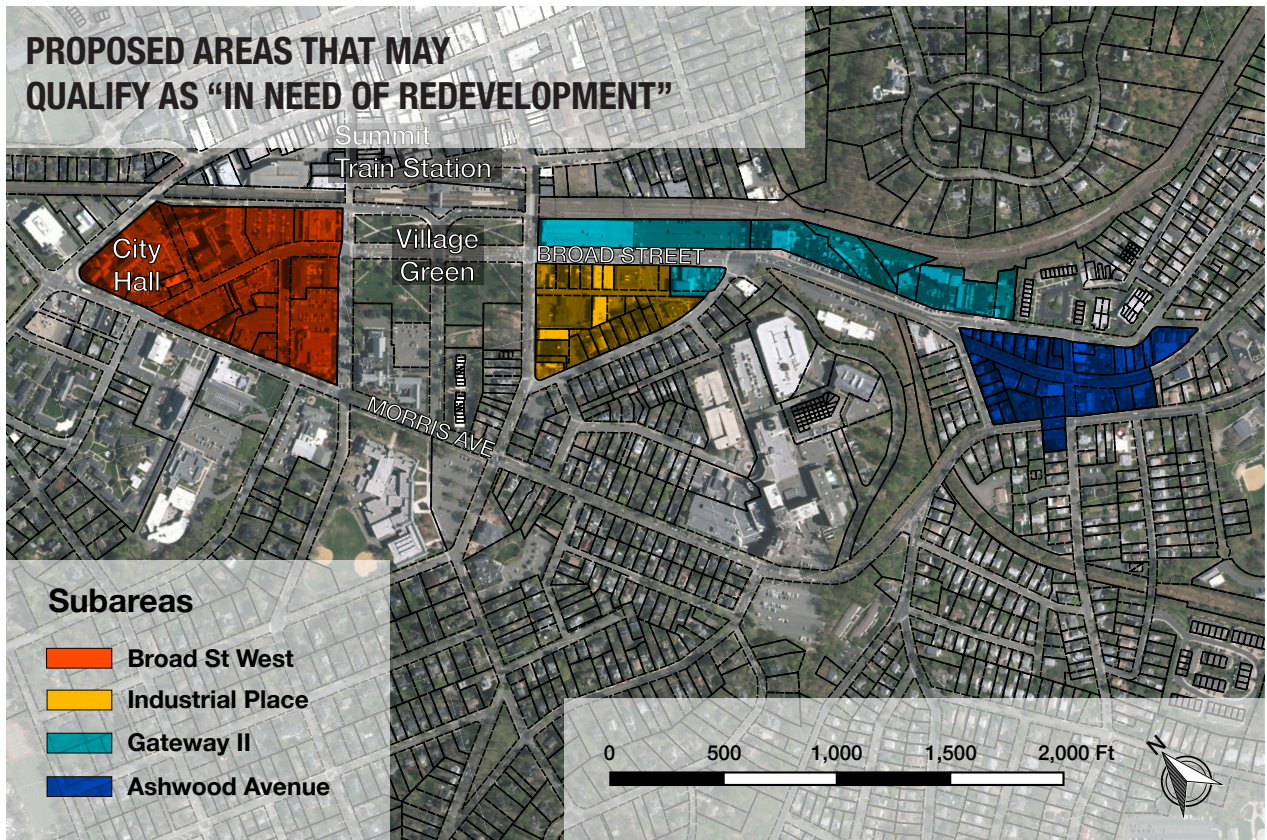 PROPOSED AREAS THAT MAY
QUALIFY AS “IN NEED OF REDEVELOPMENT”
Summit
Train Station
City
Hall
Village
Green
BROAD STREET
MORRIS AVE
Subareas
Broad St West
Industrial Place
Gateway II
Ashwood Avenue
0 500 1,000 1,500 2,000 Ft
N